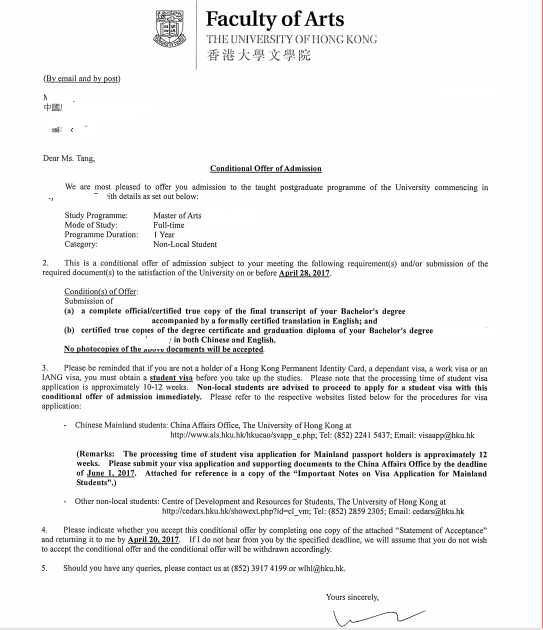 Faculty of Arts
THE UNIVERSITY OF HONG KONG
香港大學文學院
(By email and by post)
中國
Dear Ms. Tang,
Conditional Offer of Admission
We are most pleased to offer you admission to the taught postgraduate programme of the University commencing in
ith details as set out below:
Study Programme: Master of Arts
Mode of Study: Full-time
Programme Duration: 1 Year
Category: Non-Local Student
2. This is a conditional offer of admission subject to your meeting the following requirement(s) and/or submission of the
required document(s) to the satisfaction of the University on or before April 28, 2017.
Condition(s) of Offer:
Submission of
(a) a complete official/certified true copy of the final transcript of your Bachelor's degree
accompanied by a formally certified translation in English; and
(b) certified true copies of the degree certificate and graduation diploma of your Bachelor's degree
in both Chinese and English.
No photocopies of the above documents will be accepted.
3. Please be reminded that if you are not a holder of a Hong Kong Permanent Identity Card, a dependant visa, a work visa or an
IANG visa, you must obtain a student visa before you take up the studies. Please note that the processing time of student visa
application is approximately 10-12 weeks. Non-local students are advised to proceed to apply for a student visa with this
conditional offer of admission immediately. Please refer to the respective websites listed below for the procedures for visa
application:
- Chinese Mainland students: China Affairs Office, The University of Hong Kong at
http://www.als.hku.hk/hkucao/svapp_e.php; Tel: (852) 2241 5437; Email: visaapp@hku.hk
(Remarks: The processing time of student visa application for Mainland passport holders is approximately 12
weeks. Please submit your visa application and supporting documents to the China Affairs Office by the deadline
of June 1, 2017. Attached for reference is a copy of the "Important Notes on Visa Application for Mainland
Students".)
- Other non-local students: Centre of Development and Resources for Students, The University of Hong Kong at
http://cedars.hku.hk/showext.php?id=cl_vm; Tel: (852) 2859 2305; Email: cedars@hku.hk
4. Please indicate whether you accept this conditional offer by completing one copy of the attached "Statement of Acceptance"
and returning it to me by April 20, 2017. If I do not hear from you by the specified deadline, we will assume that you do not wish
to accept the conditional offer and the conditional offer will be withdrawn accordingly.
5. Should you have any queries, please contact us at (852) 3917 4199 or wlhl@hku.hk.
Yours sincerely,